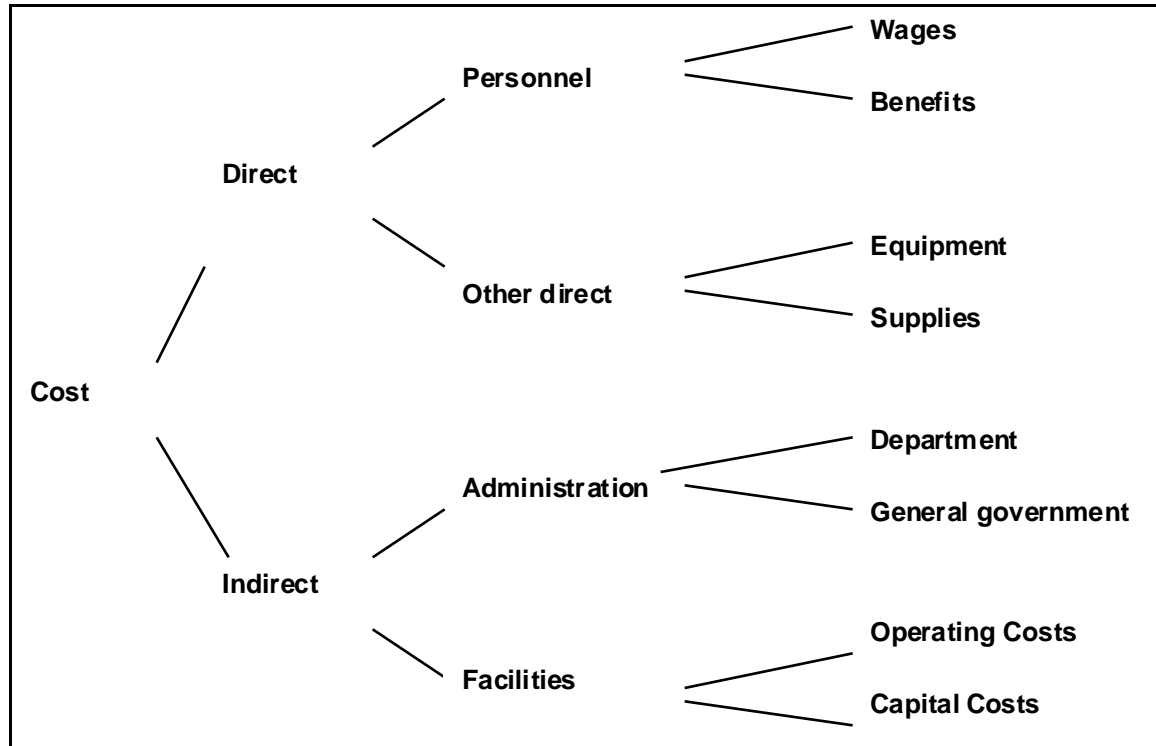 Wages
Personnel
Benefits
Direct
Equipment
Other direct
Supplies
Cost
Department
Administration
General government
Indirect
Operating Costs
Facilities
Capital Costs